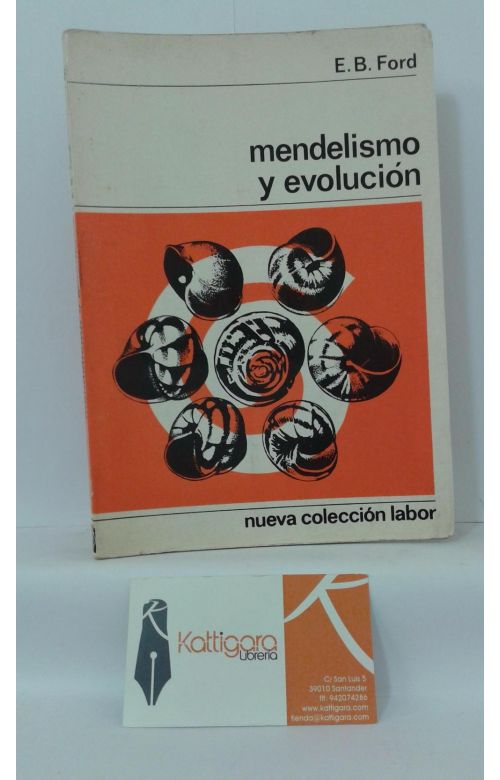 E. B. Ford
mendelismo
y evolución
nueva colección labor
Kattigara
Librería
C/ San Luis 5
39010 Santander
tlf: 942074286
www.kattigara.com
tienda@kattigara.com